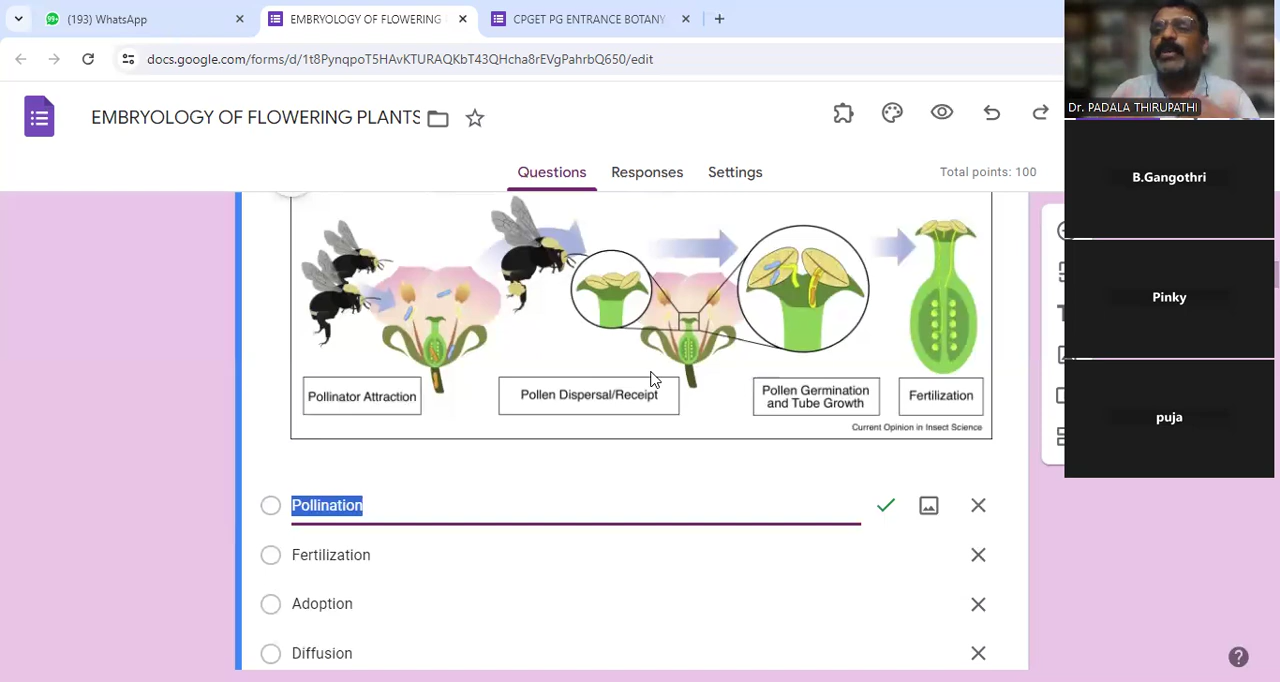 (193) WhatsApp
EMBRYOLOGY OF FLOWERING
CPGET PG ENTRANCE BOTANY
docs.google.com/forms/d/1t8PynqpoT5HAvKTURAQKbT43QHcha8rEVgPahrbQ650/edit
EMBRYOLOGY OF FLOWERING PLANTS
Questions
Responses
Settings
Total points: 100
Pollinator Attraction
Pollen Dispersal/Receipt
Pollen Germination
and Tube Growth
Fertilization
Current Opinion in Insect Science
Pollination
Fertilization
Adoption
Diffusion
Dr. PADALA THIRUPATHI
B.Gangothri
Pinky
puja